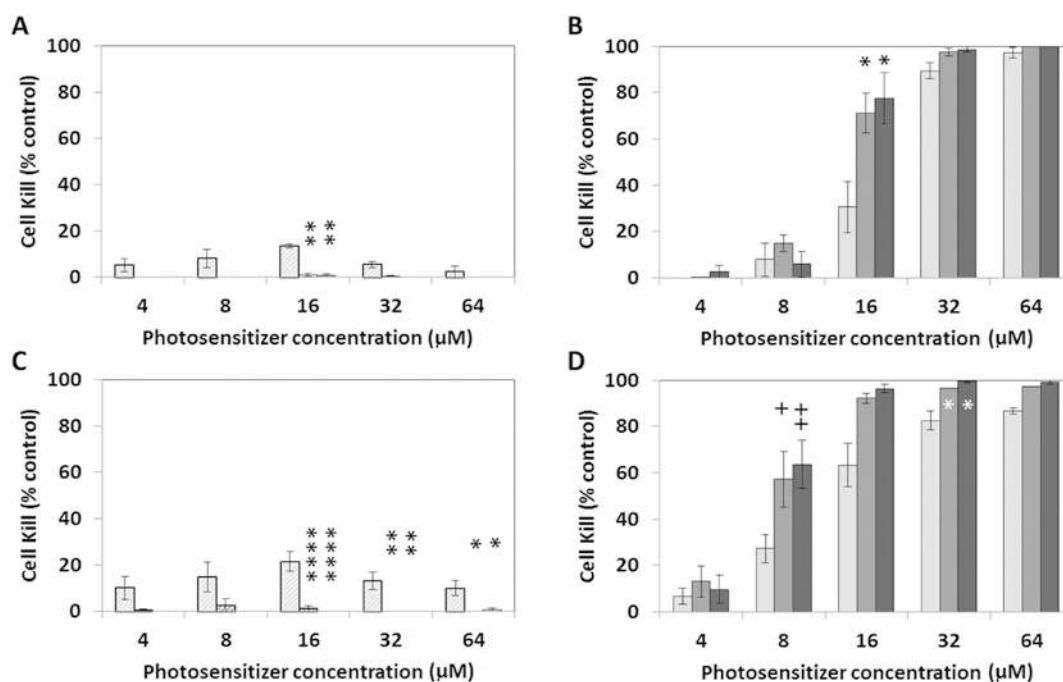 A
B
Cell Kill (% control)
100
80
60
40
20
0
* *
* *
4 8 16 32 64
Photosensitizer concentration (µM)
Cell Kill (% control)
100
80
60
40
20
0
* *
4 8 16 32 64
Photosensitizer concentration (µM)
C
D
Cell Kill (% control)
100
80
60
40
20
0
* *
* *
* *
* *
* *
* *
* *
4 8 16 32 64
Photosensitizer concentration (µM)
Cell Kill (% control)
100
80
60
40
20
0
+ +
+
* *
4 8 16 32 64
Photosensitizer concentration (µM)